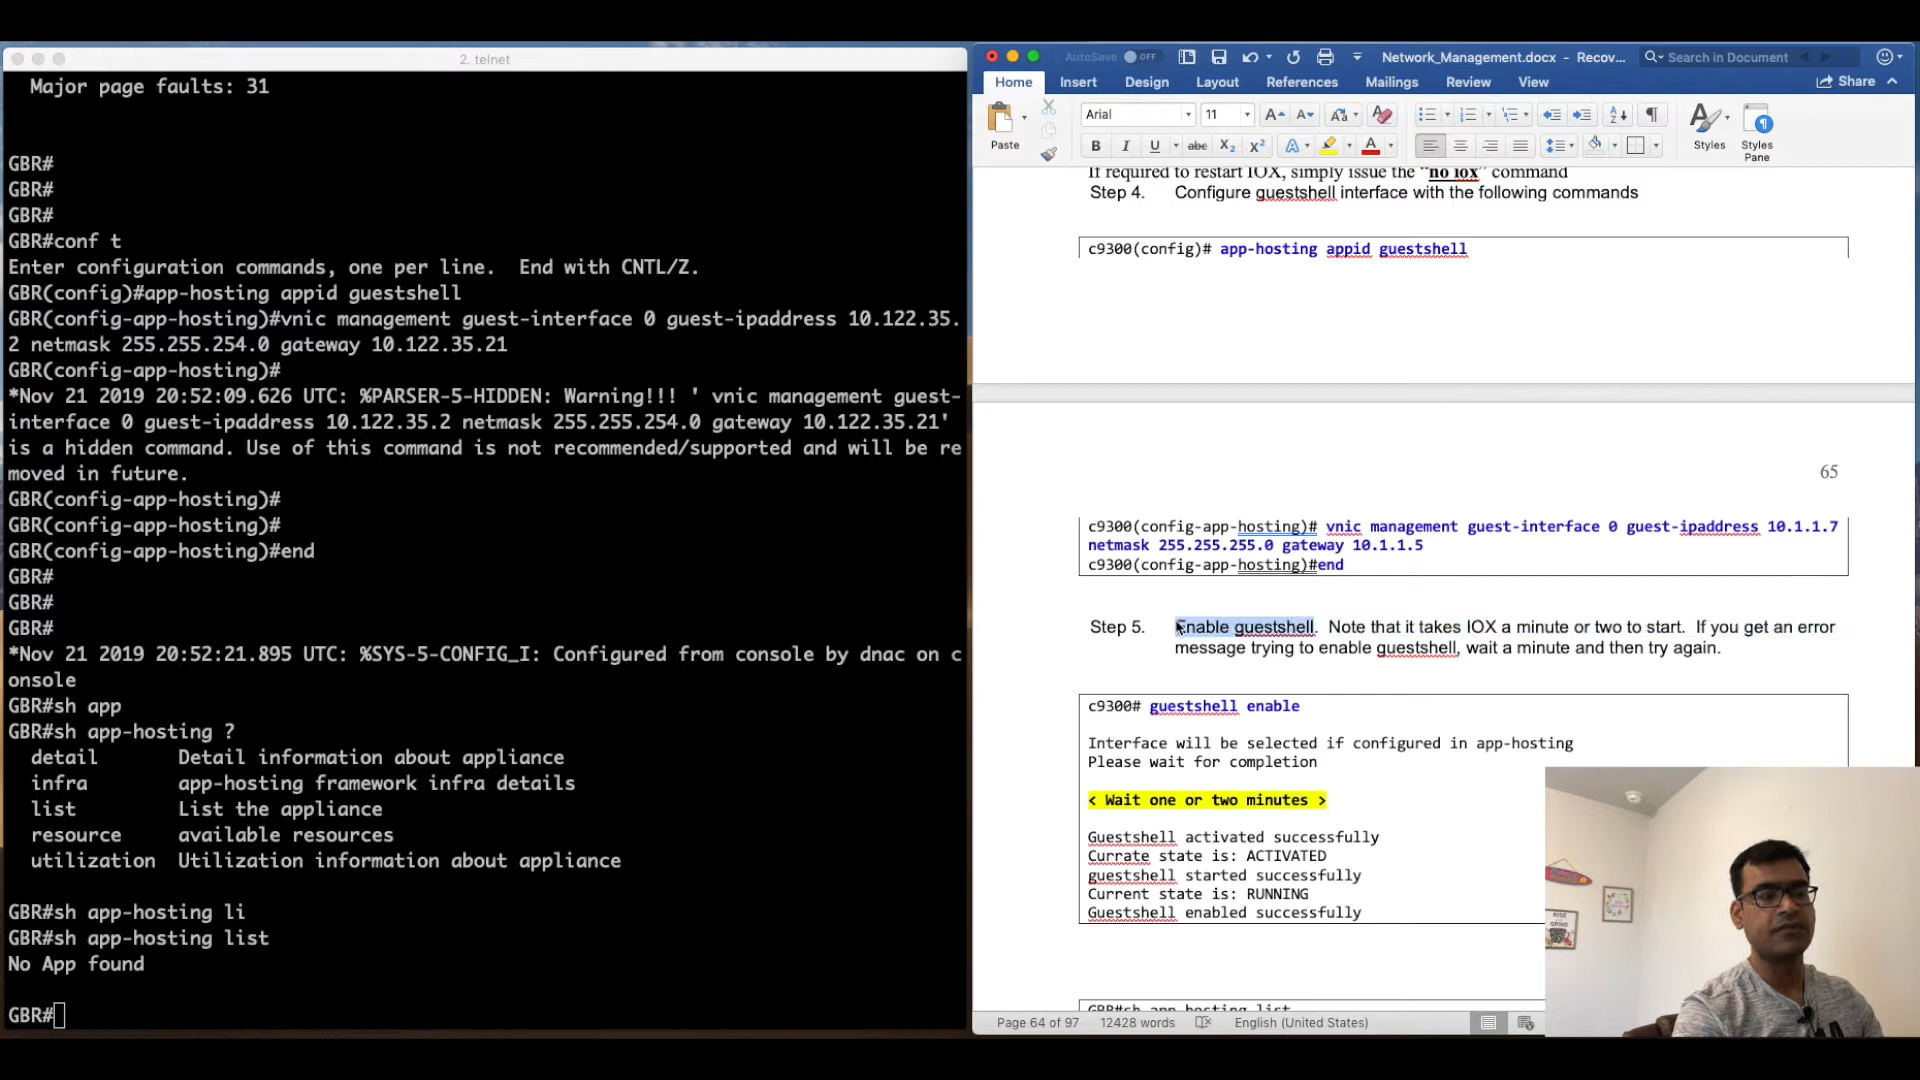 2. telnet
Major page faults: 31
GBR#
GBR#
GBR#
GBR#conf t
Enter configuration commands, one per line.  End with CNTL/Z.
GBR(config)#app-hosting appid guestshell
GBR(config-app-hosting)#vnic management guest-interface 0 guest-ipaddress 10.122.35.
2 netmask 255.255.254.0 gateway 10.122.35.21
GBR(config-app-hosting)#
*Nov 21 2019 20:52:09.626 UTC: %PARSER-5-HIDDEN: Warning!!! ' vnic management guest-
interface 0 guest-ipaddress 10.122.35.2 netmask 255.255.254.0 gateway 10.122.35.21'
is a hidden command. Use of this command is not recommended/supported and will be re
moved in future.
GBR(config-app-hosting)#
GBR(config-app-hosting)#
GBR(config-app-hosting)#end
GBR#
GBR#
GBR#
*Nov 21 2019 20:52:21.895 UTC: %SYS-5-CONFIG_I: Configured from console by dnac on c
onsole
GBR#sh app
GBR#sh app-hosting ?
detail       Detail information about appliance
infra        app-hosting framework infra details
list         List the appliance
resource     available resources
utilization  Utilization information about appliance
GBR#sh app-hosting li
GBR#sh app-hosting list
No App found
GBR#
AutoSave OFF Network_Management.docx - Recov... Search in Document
Home Insert Design Layout References Mailings Review View Share
Paste Arial 11 Styles Styles Pane
If required to restart IOX, simply issue the "no iox" command
Step 4. Configure guestshell interface with the following commands
c9300(config)# app-hosting appid guestshell
65
c9300(config-app-hosting)# vnic management guest-interface 0 guest-ipaddress 10.1.1.7
netmask 255.255.255.0 gateway 10.1.1.5
c9300(config-app-hosting)#end
Step 5. Enable guestshell.  Note that it takes IOX a minute or two to start.  If you get an error
message trying to enable guestshell, wait a minute and then try again.
c9300# guestshell enable
Interface will be selected if configured in app-hosting
Please wait for completion
< Wait one or two minutes >
Guestshell activated successfully
Currate state is: ACTIVATED
guestshell started successfully
Current state is: RUNNING
Guestshell enabled successfully
GBR#sh app-hosting list
Page 64 of 97 12428 words English (United States)
RISE
GRIND